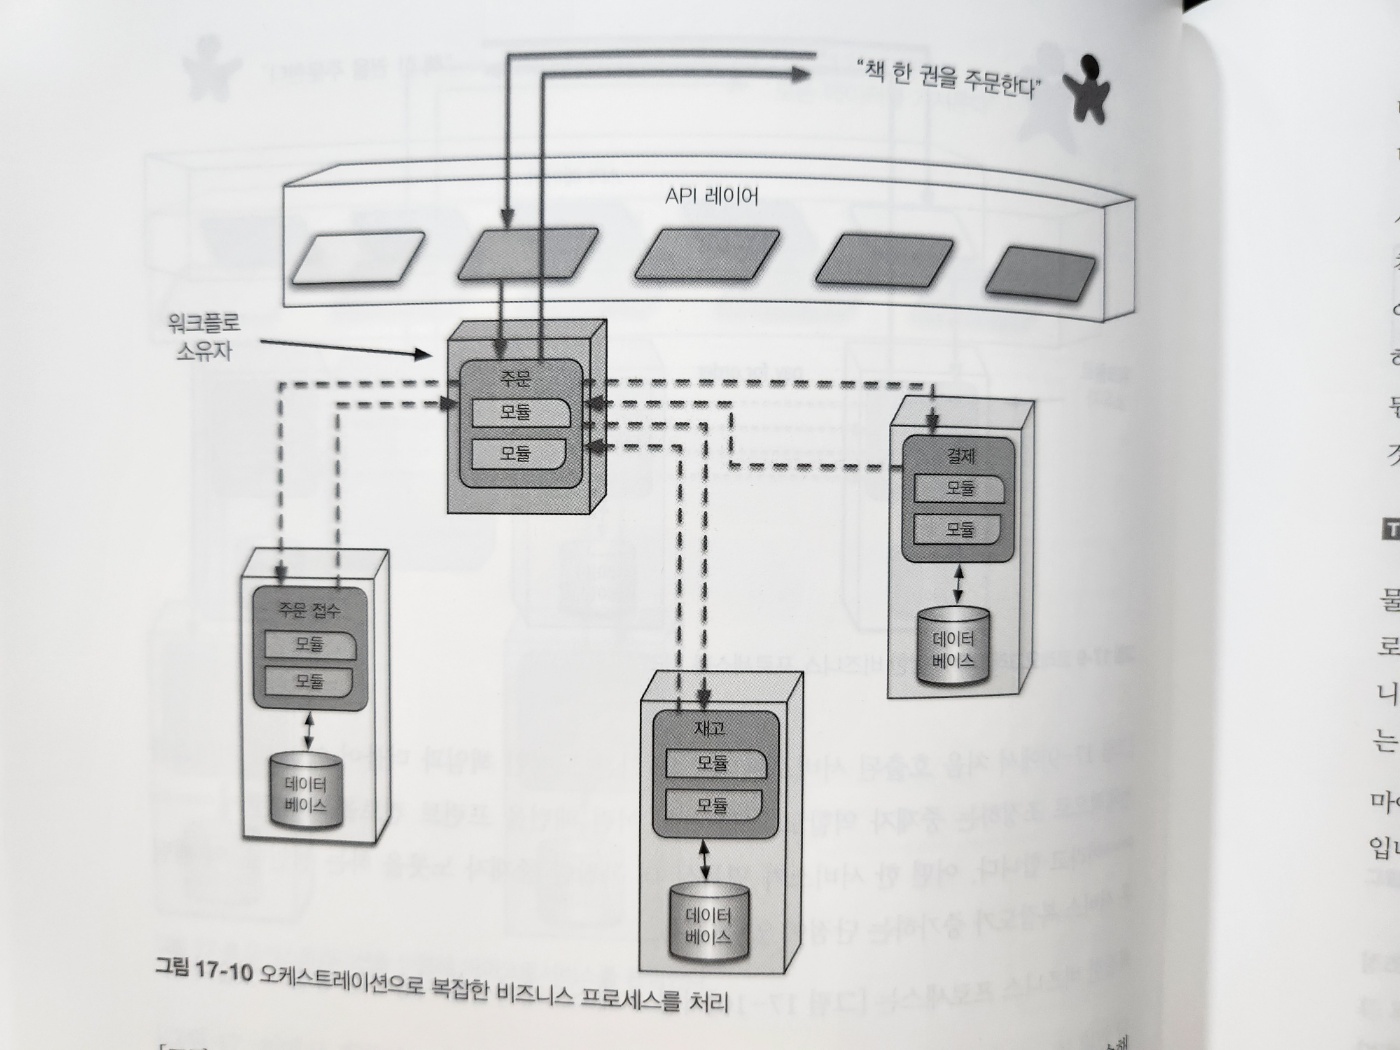 “책 한 권을 주문한다”
API 레이어
워크플로
소유자
주문
모듈
모듈
결제
모듈
모듈
데이터
베이스
주문 접수
모듈
모듈
데이터
베이스
재고
모듈
모듈
데이터
베이스
그림 17-10 오케스트레이션으로 복잡한 비즈니스 프로세스를 처리
물
로
니
는